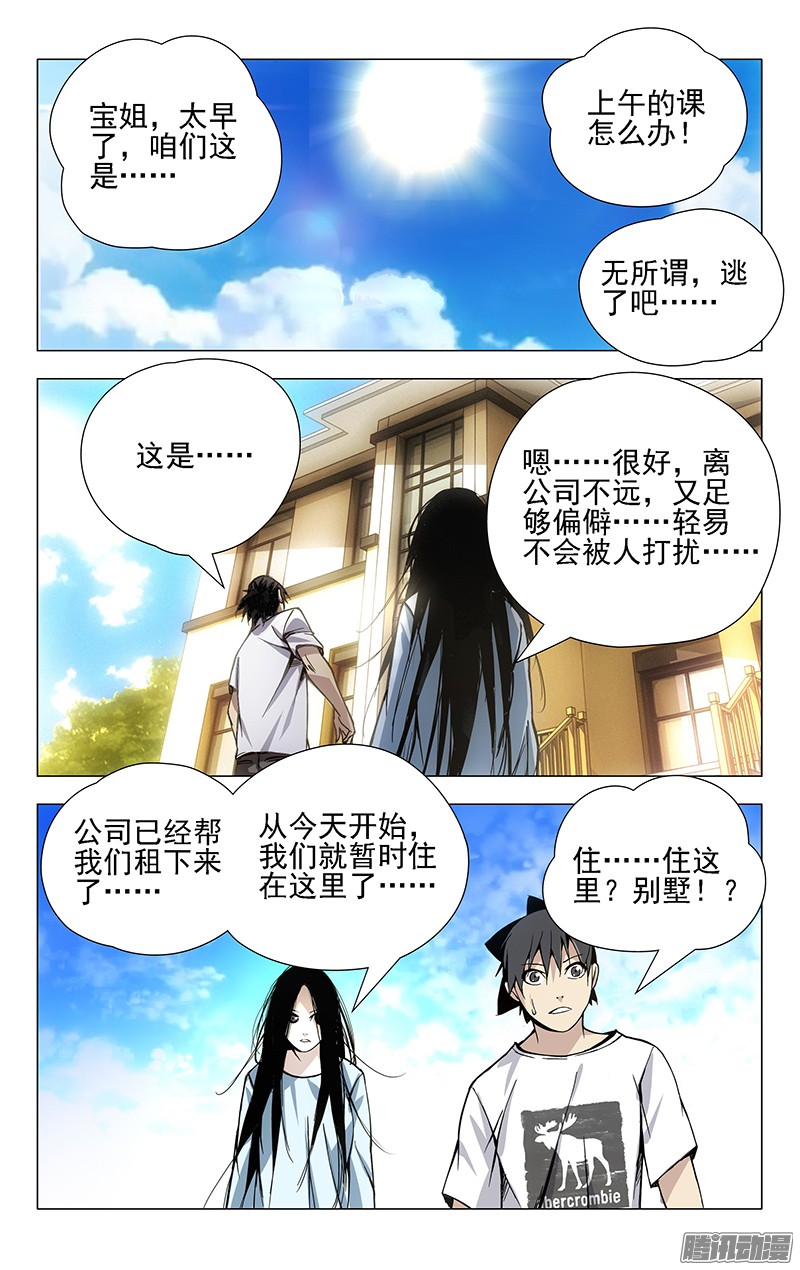 宝姐，太早
了，咱们这
是……
上午的课
怎么办！
无所谓，逃
了吧……
这是……
嗯……很好，离
公司不远，又足
够偏僻……轻易
不会被人打扰……
公司已经帮
我们租下来
了……
从今天开始，
我们就暂时住
在这里了……
住……住这
里？别墅！？
bercrombie
腾讯动漫